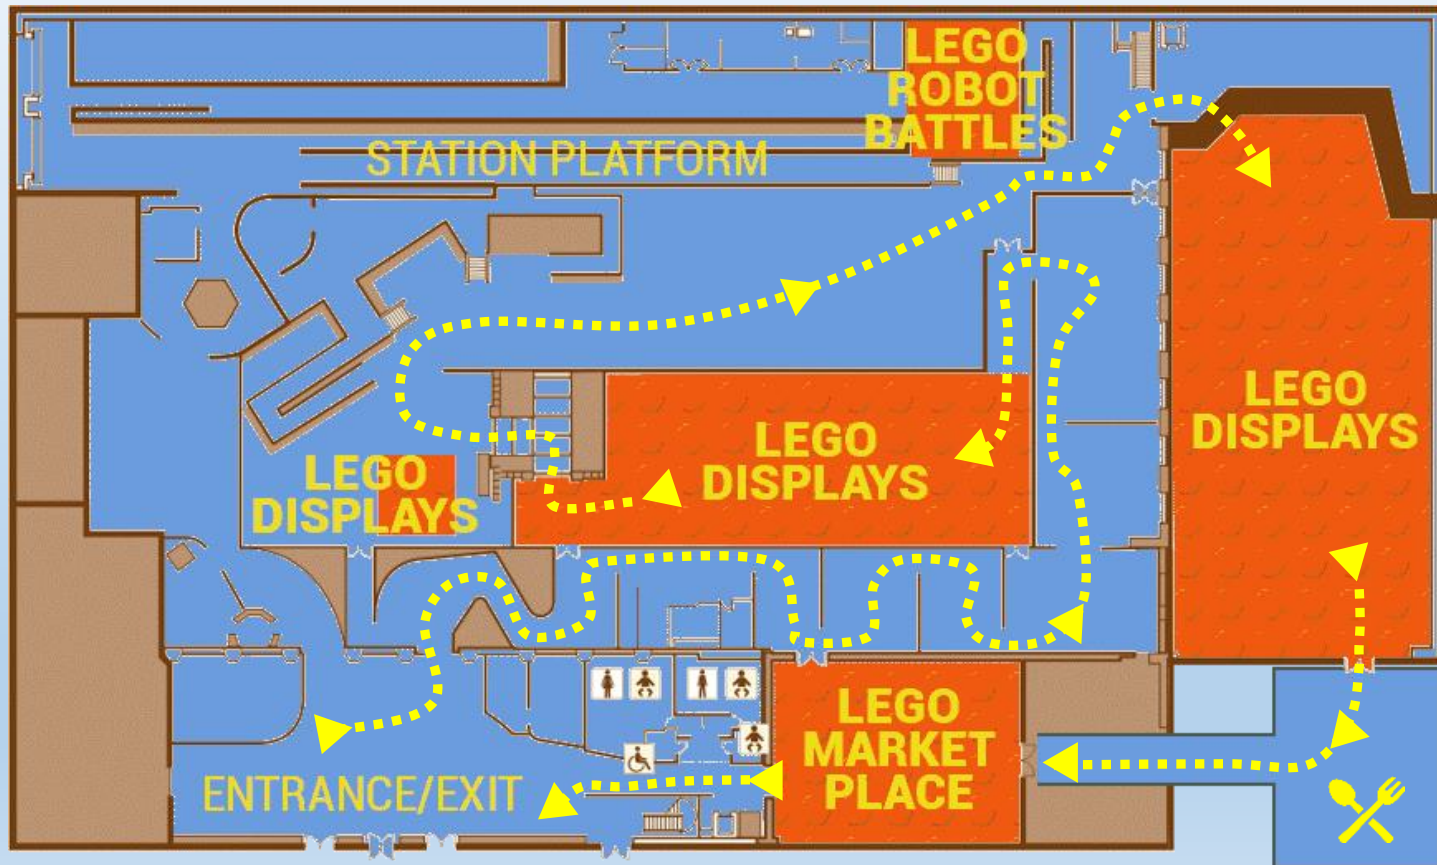 LEGO
ROBOT
BATTLES
STATION PLATFORM
LEGO
DISPLAYS
LEGO
DISPLAYS
LEGO
DISPLAYS
LEGO
MARKET
PLACE
ENTRANCE/EXIT